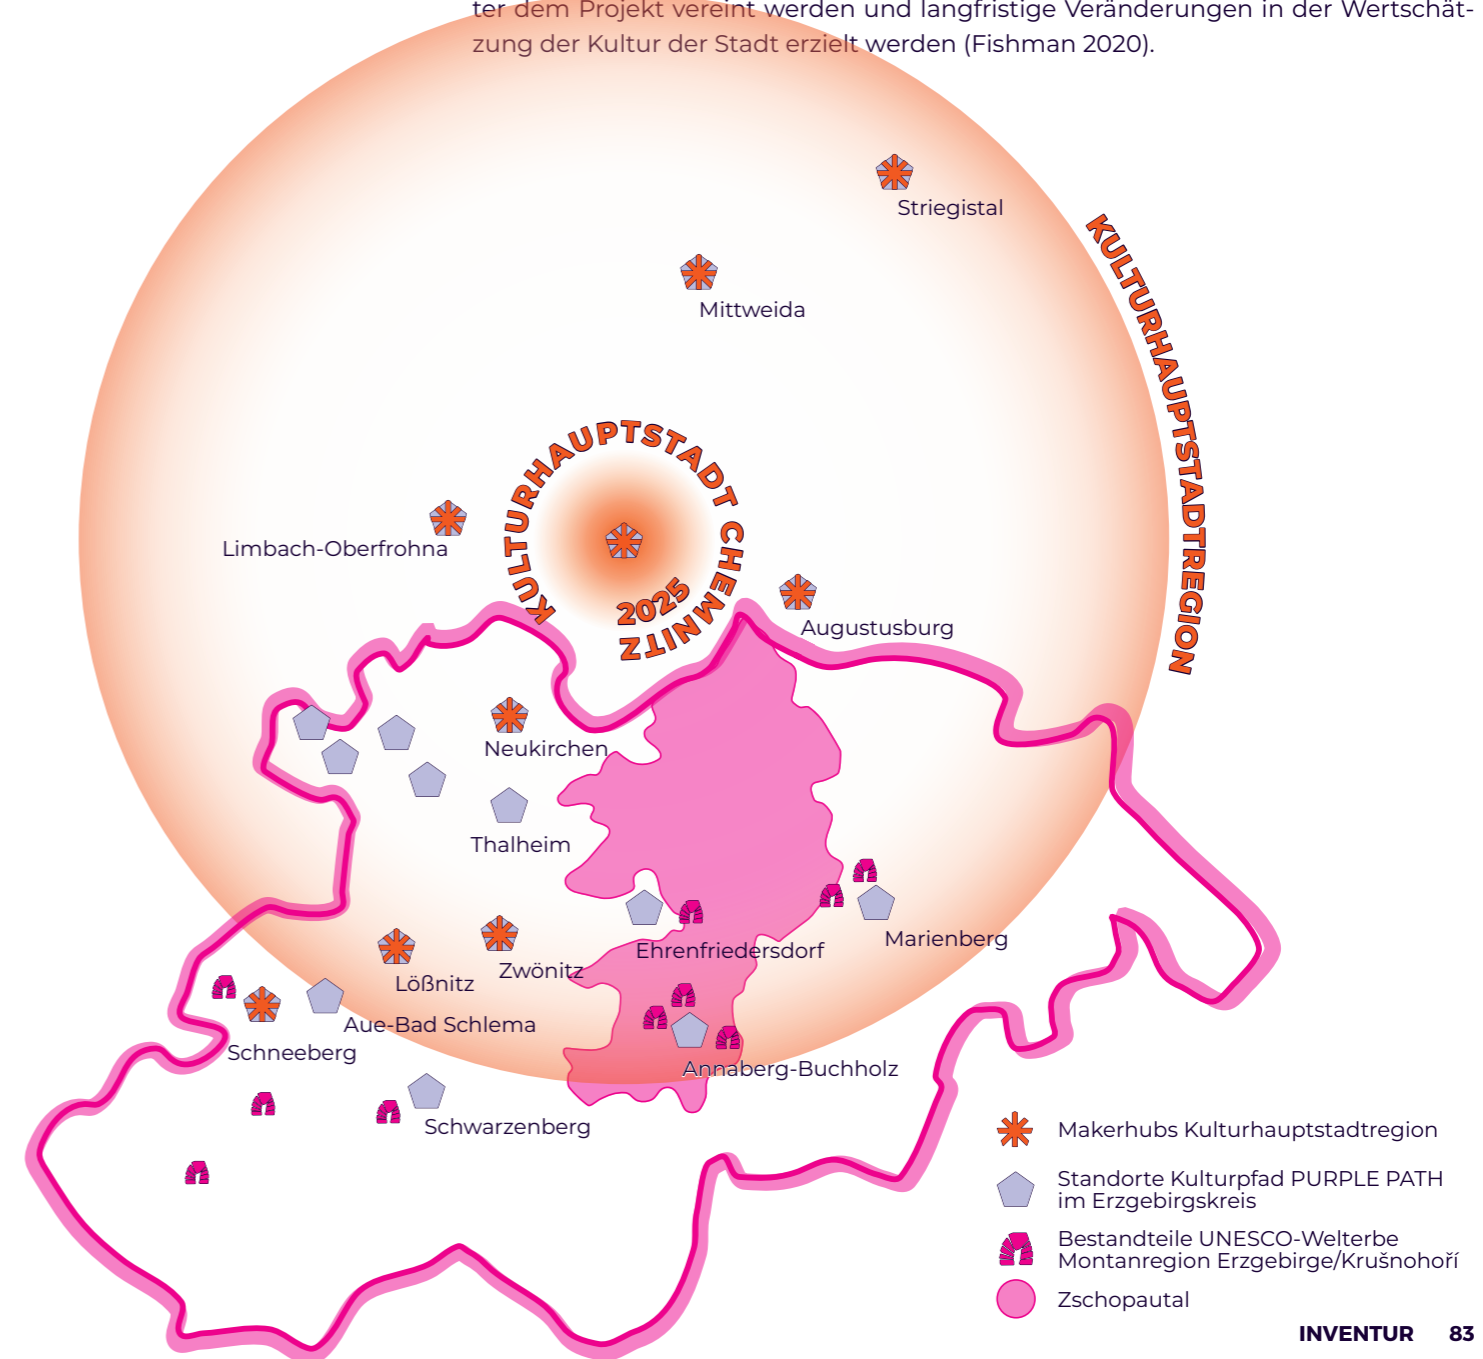 ter dem Projekt vereint werden und langfristige Veränderungen in der Wertschät-
zung der Kultur der Stadt erzielt werden (Fishman 2020).
Striegistal
KULTURHAUPTSTADTREGION
Mittweida
KULTURHAUPTSTADT CHEMNITZ
2025
Limbach-Oberfrohna
Augustusburg
Neukirchen
Thalheim
Ehrenfriedersdorf
Marienberg
Zwönitz
Lößnitz
Aue-Bad Schlema
Schneeberg
Annaberg-Buchholz
Schwarzenberg
Makerhubs Kulturhauptstadtregion
Standorte Kulturpfad PURPLE PATH
im Erzgebirgskreis
Bestandteile UNESCO-Welterbe
Montanregion Erzgebirge/Krušnohoří
Zschopautal
INVENTUR 83